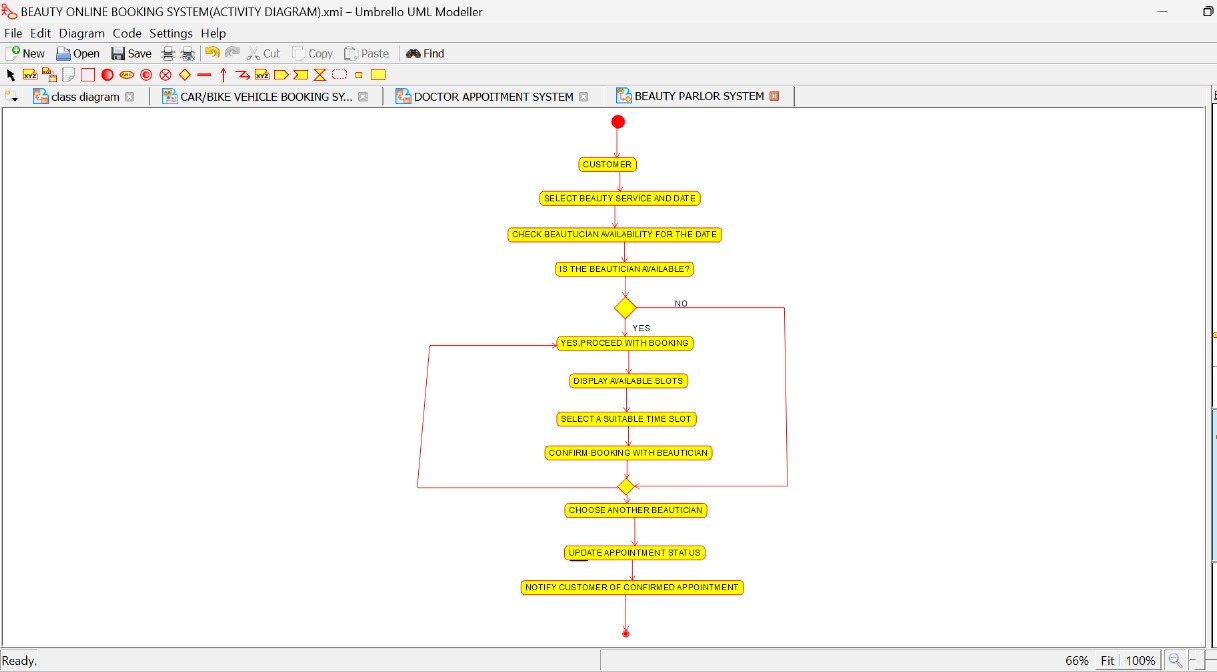 BEAUTY ONLINE BOOKING SYSTEM(ACTIVITY DIAGRAM).xmi – Umbrello UML Modeller
File Edit Diagram Code Settings Help
New Open Save Cut Copy Paste Find
class diagram CAR/BIKE VEHICLE BOOKING SY... DOCTOR APPOITMENT SYSTEM BEAUTY PARLOR SYSTEM
CUSTOMER
SELECT BEAUTY SERVICE AND DATE
CHECK BEAUTUCIAN AVAILABILITY FOR THE DATE
IS THE BEAUTICIAN AVAILABLE?
NO
YES
YES,PROCEED WITH BOOKING
DISPLAY AVAILABLE SLOTS
SELECT A SUITABLE TIME SLOT
CONFIRM BOOKING WITH BEAUTICIAN
CHOOSE ANOTHER BEAUTICIAN
UPDATE APPOINTMENT STATUS
NOTIFY CUSTOMER OF CONFIRMED APPOINTMENT
Ready. 66% Fit 100%